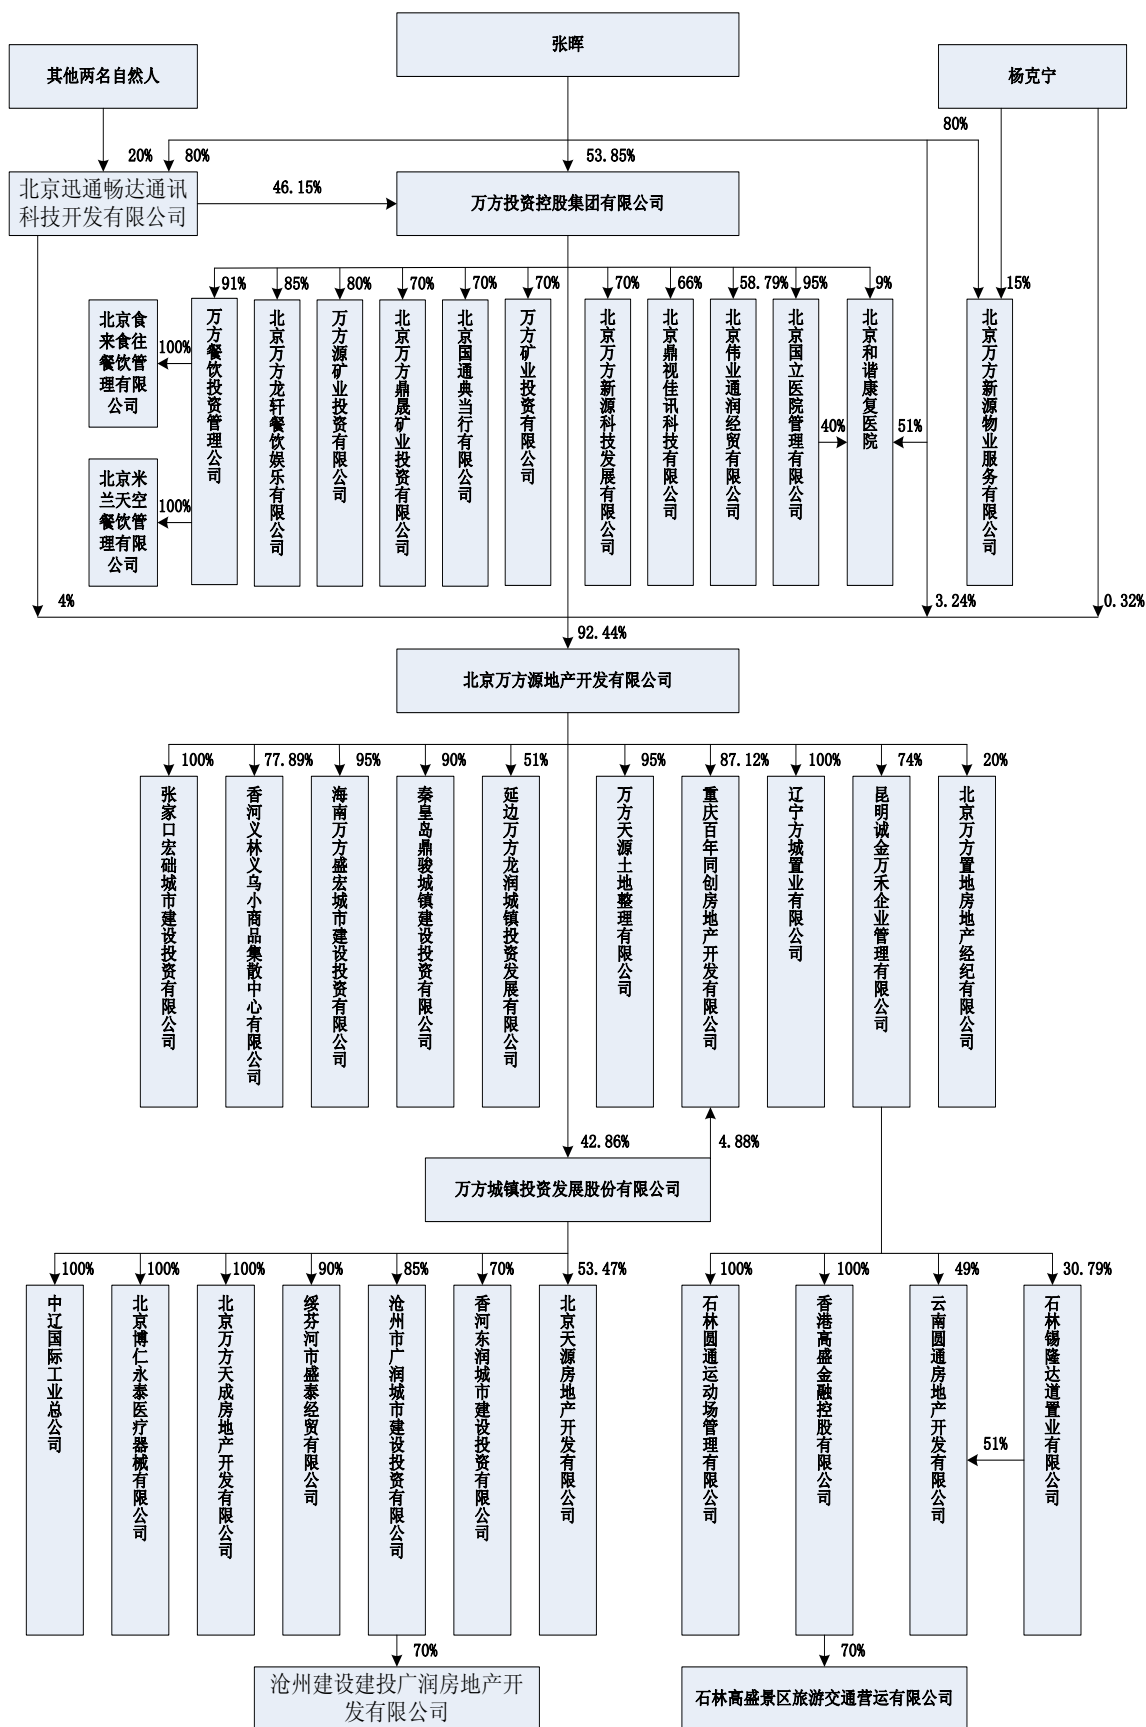 张晖
其他两名自然人
杨克宁
80%
20%
80%
53.85%
北京迅通畅达通讯
科技开发有限公司
46.15%
万方投资控股集团有限公司
91%
85%
80%
70%
70%
70%
70%
66%
58.79%
95%
9%
15%
北京食
来食往
餐饮管
理有限
公司
100%
北京米
兰天空
餐饮管
理有限
公司
100%
万方餐饮投资管理公司
北京万方龙轩餐饮娱乐有限公司
万方源矿业投资有限公司
北京万方鼎晟矿业投资有限公司
北京国通典当行有限公司
万方矿业投资有限公司
北京万方新源科技发展有限公司
北京鼎视佳讯科技有限公司
北京伟业通润经贸有限公司
北京国立医院管理有限公司
40%
北京和谐康复医院
51%
北京万方新源物业服务有限公司
4%
3.24%
0.32%
92.44%
北京万方源地产开发有限公司
100%
77.89%
95%
90%
51%
95%
87.12%
100%
74%
20%
张家口宏础城市建设投资有限公司
香河义林义乌小商品集散中心有限公司
海南万方盛宏城市建设投资有限公司
秦皇岛鼎骏城镇建设投资有限公司
延边万方龙润城镇投资发展有限公司
万方天源土地整理有限公司
重庆百年同创房地产开发有限公司
辽宁方城置业有限公司
昆明诚金万禾企业管理有限公司
北京万方置地房地产经纪有限公司
42.86%
4.88%
万方城镇投资发展股份有限公司
100%
100%
100%
90%
85%
70%
53.47%
100%
100%
49%
30.79%
中辽国际工业总公司
北京博仁永泰医疗器械有限公司
北京万方天成房地产开发有限公司
绥芬河市盛泰经贸有限公司
沧州市广润城市建设投资有限公司
香河东润城市建设投资有限公司
北京天源房地产开发有限公司
石林圆通运动场管理有限公司
香港高盛金融控股有限公司
云南圆通房地产开发有限公司
51%
石林锡隆达道置业有限公司
70%
70%
沧州建设建投广润房地产开
发有限公司
石林高盛景区旅游交通营运有限公司